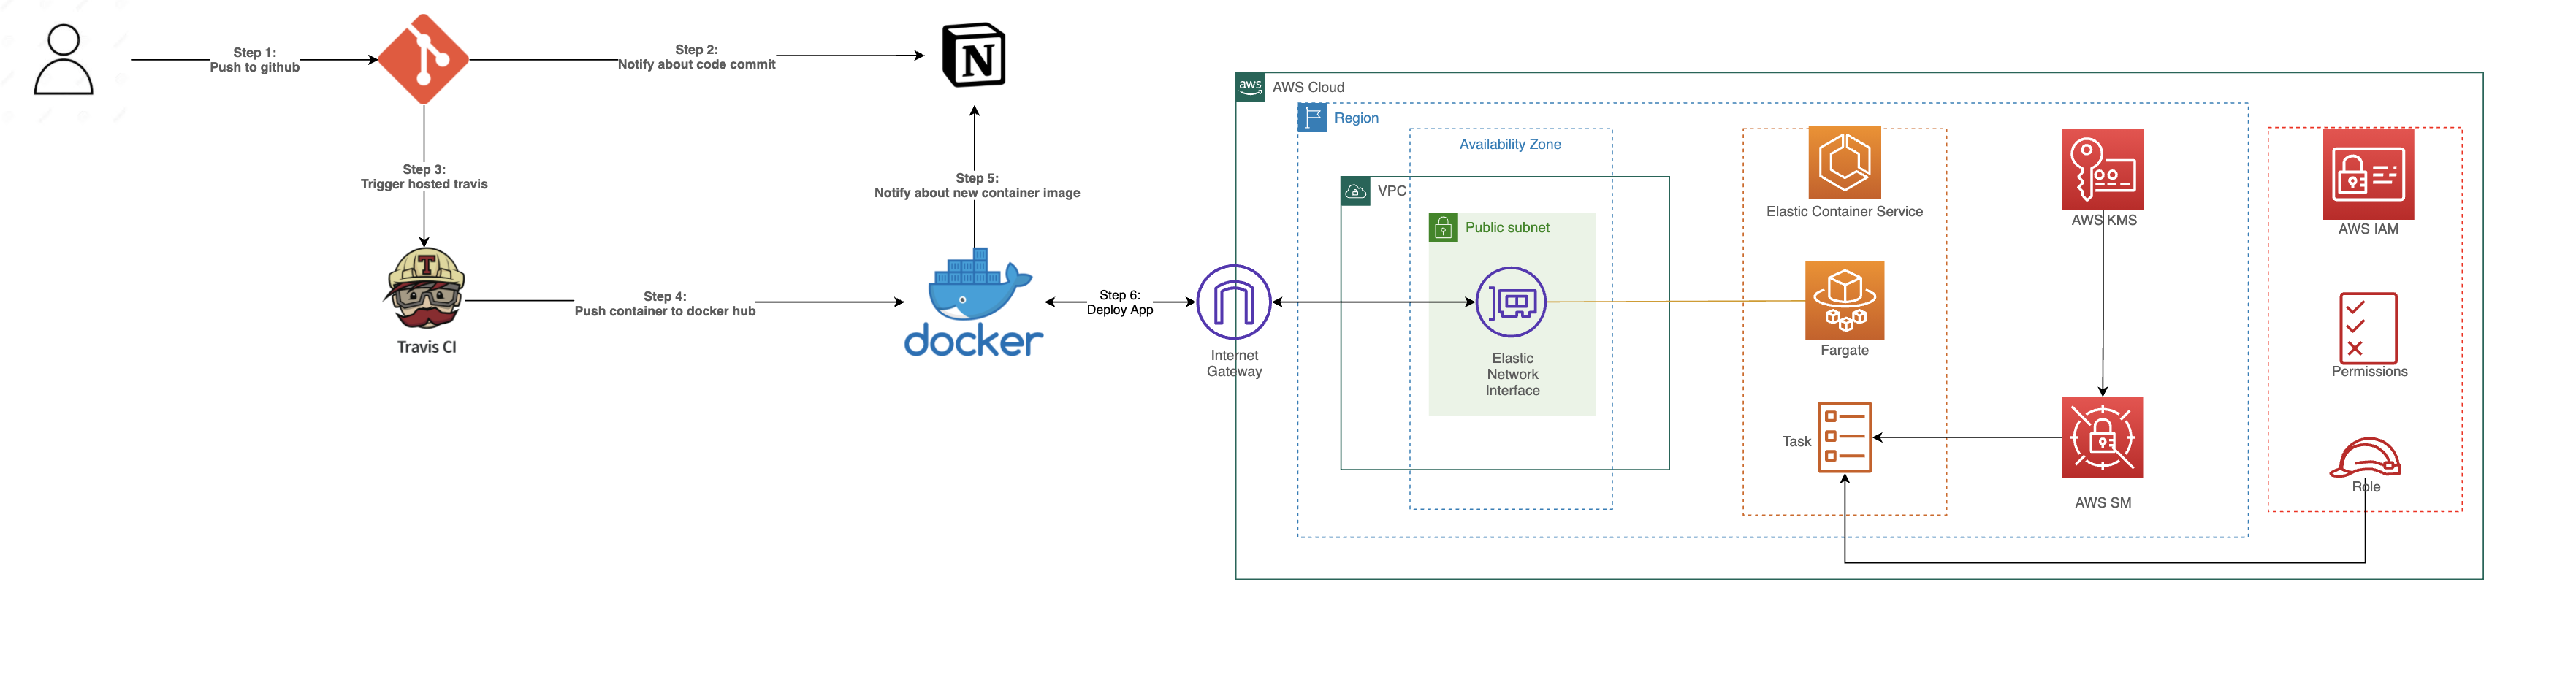 Step 1:
Push to github
Step 2:
Notify about code commit
N
Step 3:
Trigger hosted travis
T
Travis CI
Step 4:
Push container to docker hub
Step 5:
Notify about new container image
docker
Step 6:
Deploy App
Internet
Gateway
aws
AWS Cloud
Region
Availability Zone
VPC
Public subnet
Elastic
Network
Interface
Elastic Container Service
Fargate
Task
AWS KMS
AWS SM
AWS IAM
Permissions
Role